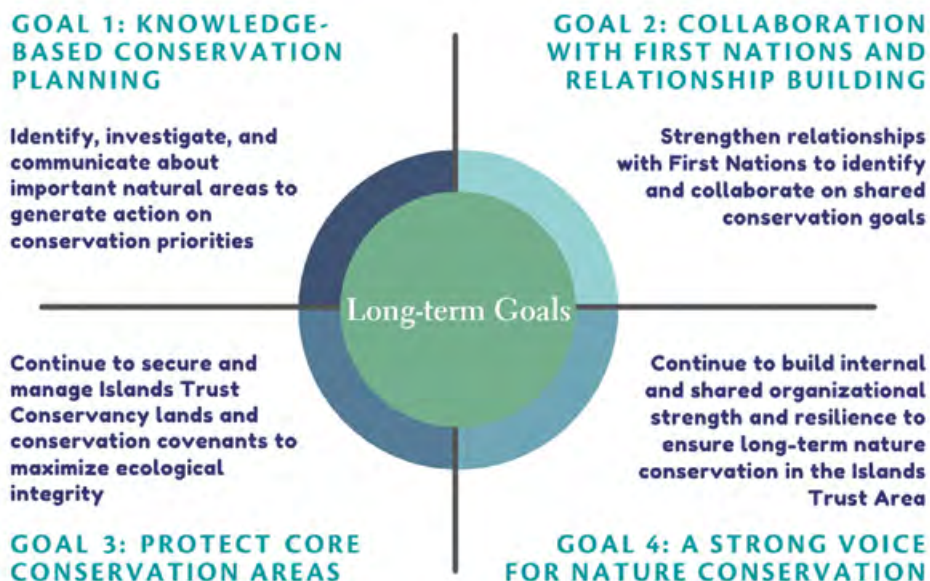 GOAL 1: KNOWLEDGE-
BASED CONSERVATION
PLANNING
Identify, investigate, and
communicate about
important natural areas to
generate action on
conservation priorities
GOAL 2: COLLABORATION
WITH FIRST NATIONS AND
RELATIONSHIP BUILDING
Strengthen relationships
with First Nations to identify
and collaborate on shared
conservation goals
Long-term Goals
Continue to secure and
manage Islands Trust
Conservancy lands and
conservation covenants to
maximize ecological
integrity
GOAL 3: PROTECT CORE
CONSERVATION AREAS
Continue to build internal
and shared organizational
strength and resilience to
ensure long-term nature
conservation in the Islands
Trust Area
GOAL 4: A STRONG VOICE
FOR NATURE CONSERVATION